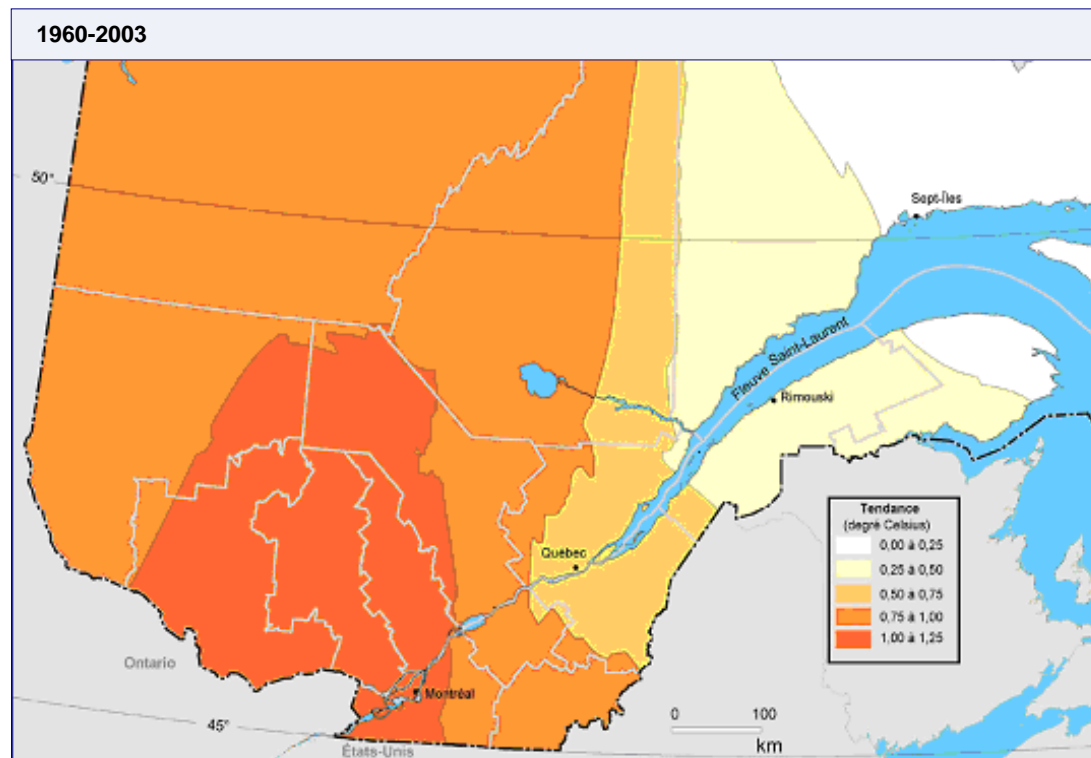 1960-2003
50°
Sept-Îles
Fleuve Saint-Laurent
Rimouski
Tendance
(degré Celsius)
0,00 à 0,25
0,25 à 0,50
0,50 à 0,75
0,75 à 1,00
1,00 à 1,25
Québec
Ontario
Montréal
45°
États-Unis
0 100
km